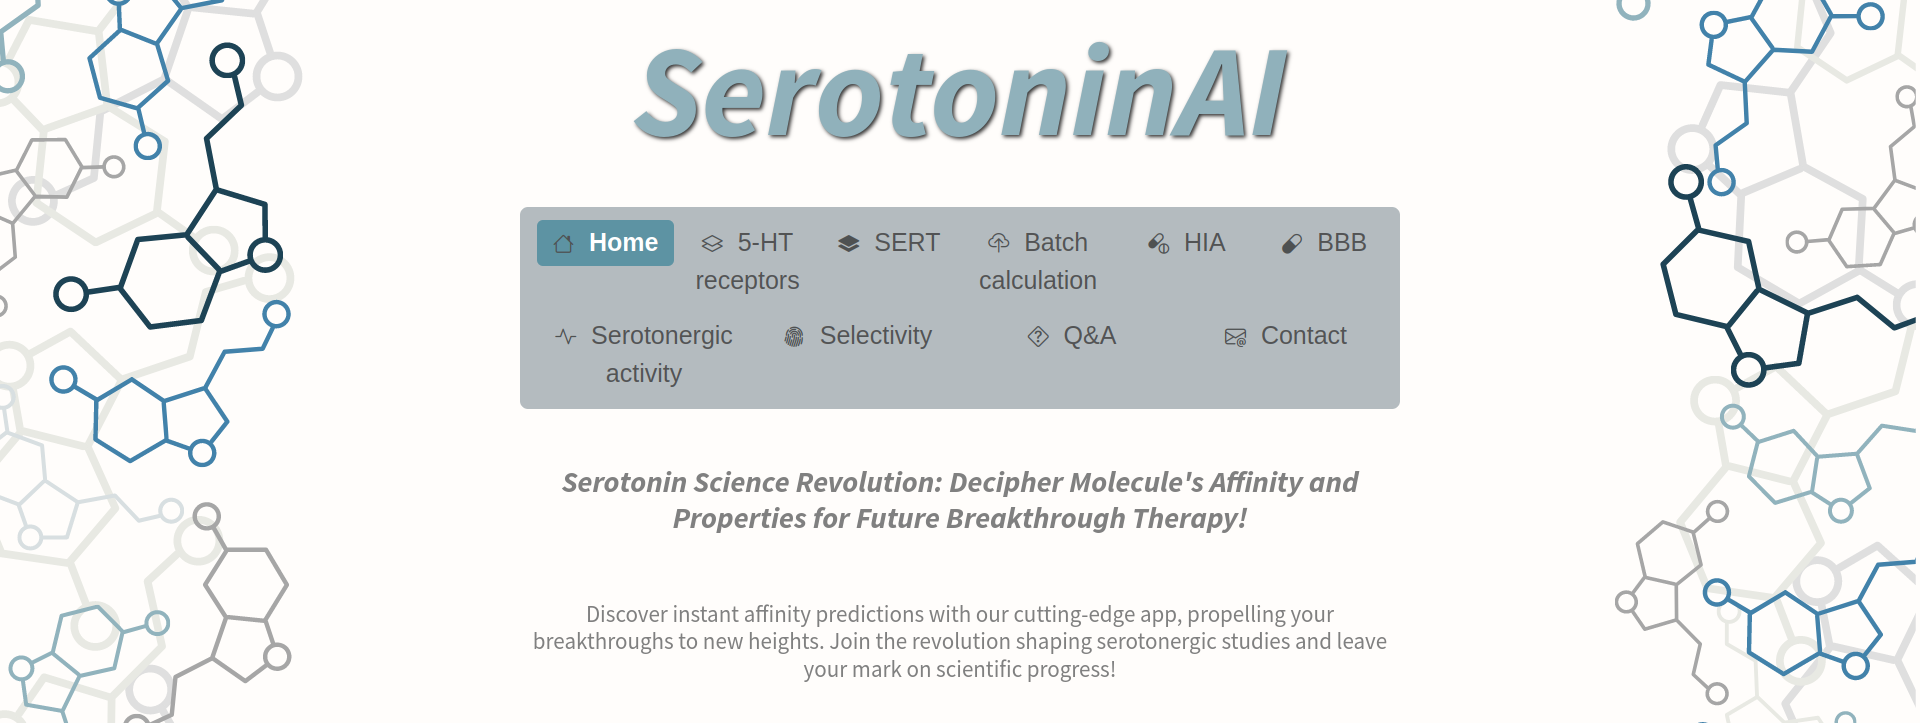 SerotoninAI
Home 5-HT receptors SERT Batch calculation HIA BBB
Serotonergic activity Selectivity Q&A Contact
Serotonin Science Revolution: Decipher Molecule's Affinity and
Properties for Future Breakthrough Therapy!
Discover instant affinity predictions with our cutting-edge app, propelling your
breakthroughs to new heights. Join the revolution shaping serotonergic studies and leave
your mark on scientific progress!